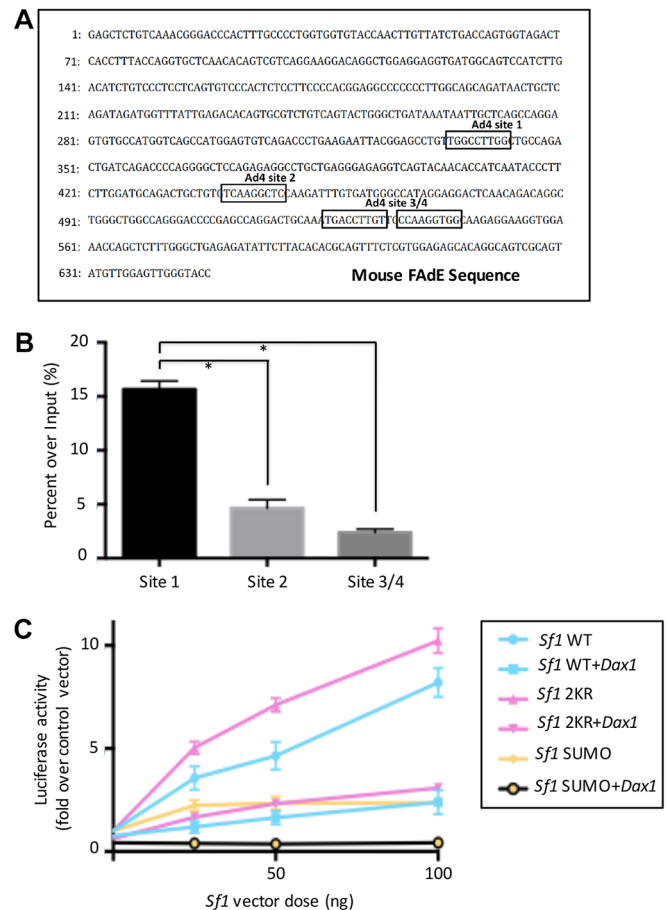 A
1: GAGCTCTGTCAAACGGGACCCACTTTGCCCCTGGTGGTGTACCAACTTGTTATCTGACCAGTGGTAGACT
71: CACCTTTACCAGGTGCTCAACACAGTCGTCAGGAAGGACAGGCTGGAGGAGGTGATGGCAGTCCATCTTG
141: ACATCTGTCCCTCCTCAGTGTCCCACTCTCCTTCCCCACGGAGGCCCCCCCTTGGCAGCAGATAACTGCTC
211: AGATAGATGGTTTATTGAGACACAGTGCGTCTGTCAGTACTGGGCTGATAAATAATTGCTCAGCCAGGA
Ad4 site 1
281: GTGTGCCATGGTCAGCCATGGAGTGTCAGACCCTGAAGAATTACGGAGCCTGTTGGCCTTGGCTGCCAGA
351: CTGATCAGACCCCAGGGGCTCCAGAGAGGCCTGCTGAGGGAGAGGTCAGTACAACACCATCAATACCCTT
Ad4 site 2
421: CTTGGATGCAGACTGCTGTGTCAAGGCTCCAAGATTTGTGATGGGCCATAGGAGGACTCAACAGACAGGC
Ad4 site 3/4
491: TGGGCTGGCCAGGGACCCCGAGCCAGGACTGCAAATGACCTTGTTGCCAAGGTGGCAAGAGGAAGGTGGA
561: AACCAGCTCTTTGGGCTGAGAGATATTCTTACACACGCAGTTTCTCGTGGAGAGCACAGGCAGTCGCAGT
631: ATGTTGGAGTTGGGTACC
Mouse FAdE Sequence
B
Percent over Input (%)
20
15
10
5
0
*
*
Site 1
Site 2
Site 3/4
C
Luciferase activity
(fold over control vector)
10
5
0
50
100
Sf1 vector dose (ng)
Sf1 WT
Sf1 WT+Dax1
Sf1 2KR
Sf1 2KR+Dax1
Sf1 SUMO
Sf1 SUMO+Dax1